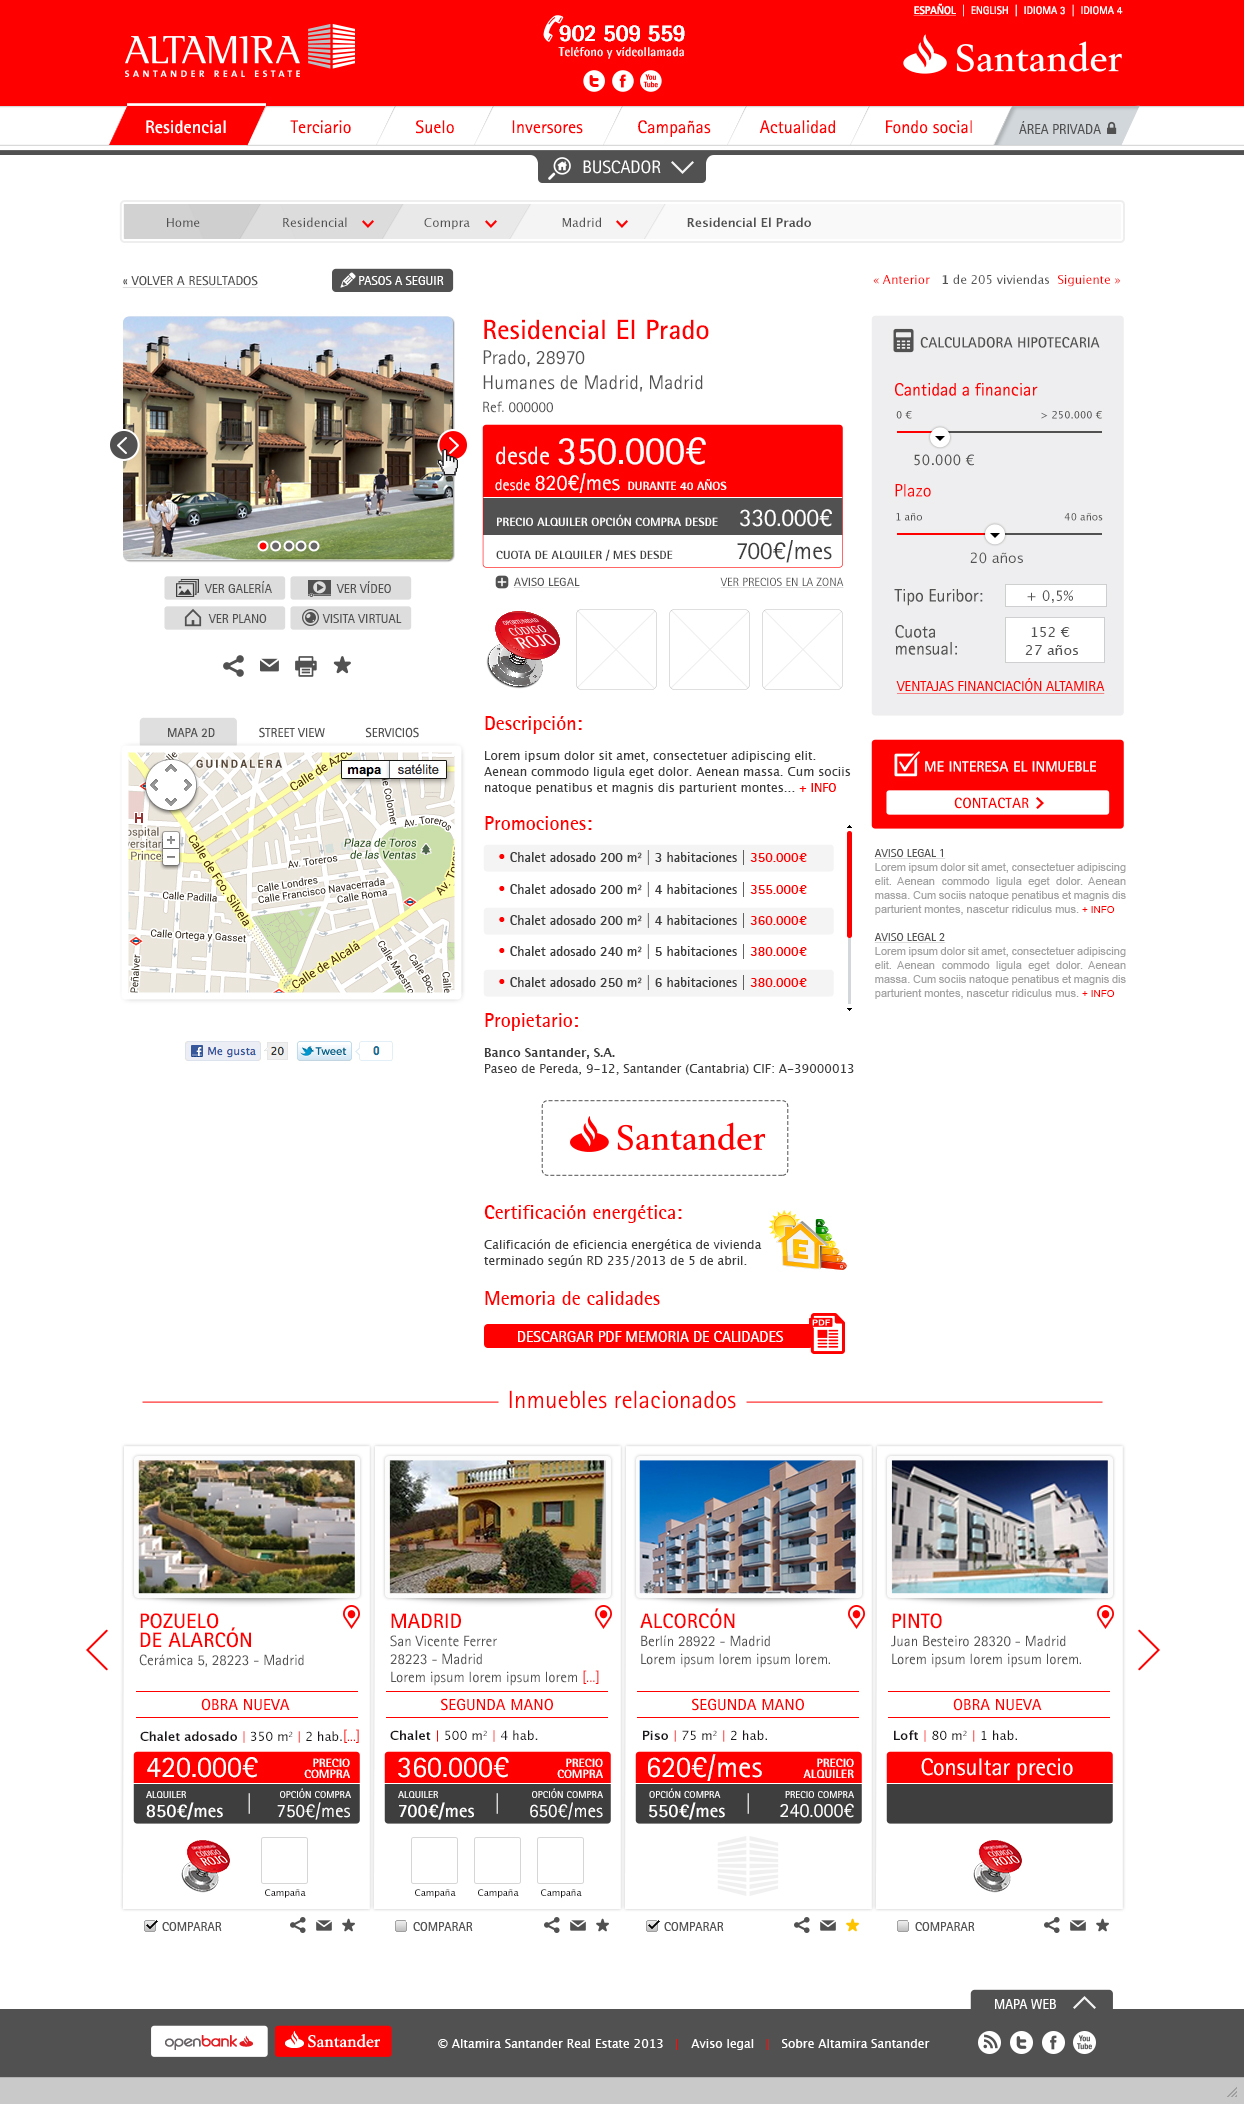 ESPAÑOL | ENGLISH | IDIOMA 3 | IDIOMA 4
ALTAMIRA
SANTANDER REAL ESTATE
902 509 559
Teléfono y videollamada
You Tube
Santander
Residencial
Terciario
Suelo
Inversores
Campañas
Actualidad
Fondo social
ÁREA PRIVADA
BUSCADOR
Home
Residencial
Compra
Madrid
Residencial El Prado
« VOLVER A RESULTADOS
PASOS A SEGUIR
« Anterior 1 de 205 viviendas Siguiente »
VER GALERÍA
VER VÍDEO
VER PLANO
VISITA VIRTUAL
MAPA 2D
STREET VIEW
SERVICIOS
GUINDALERA
Calle de Azco
mapa
satélite
Calle de Fco. Silvela
Av. Toreros
Av. Toreros
Plaza de Toros
de las Ventas
Calle Londres
Calle Francisco Navacerrada
Calle Roma
Calle Padilla
Calle Ortega y Gasset
Calle de Alcalá
Me gusta
20
Tweet
0
Residencial El Prado
Prado, 28970
Humanes de Madrid, Madrid
Ref. 000000
desde 350.000€
desde 820€/mes DURANTE 40 AÑOS
PRECIO ALQUILER OPCIÓN COMPRA DESDE 330.000€
CUOTA DE ALQUILER / MES DESDE 700€/mes
AVISO LEGAL
VER PRECIOS EN LA ZONA
OPORTUNIDAD
CÓDIGO
ROJO
Descripción:
Lorem ipsum dolor sit amet, consectetuer adipiscing elit.
Aenean commodo ligula eget dolor. Aenean massa. Cum sociis
natoque penatibus et magnis dis parturient montes... + INFO
Promociones:
• Chalet adosado 200 m² | 3 habitaciones | 350.000€
• Chalet adosado 200 m² | 4 habitaciones | 355.000€
• Chalet adosado 200 m² | 4 habitaciones | 360.000€
• Chalet adosado 240 m² | 5 habitaciones | 380.000€
• Chalet adosado 250 m² | 6 habitaciones | 380.000€
Propietario:
Banco Santander, S.A.
Paseo de Pereda, 9-12, Santander (Cantabria) CIF: A-39000013
Santander
Certificación energética:
Calificación de eficiencia energética de vivienda
terminado según RD 235/2013 de 5 de abril.
E
Memoria de calidades
DESCARGAR PDF MEMORIA DE CALIDADES
PDF
CALCULADORA HIPOTECARIA
Cantidad a financiar
0 €
> 250.000 €
50.000 €
Plazo
1 año
40 años
20 años
Tipo Euribor:
+ 0,5%
Cuota
mensual:
152 €
27 años
VENTAJAS FINANCIACIÓN ALTAMIRA
ME INTERESA EL INMUEBLE
CONTACTAR
AVISO LEGAL 1
Lorem ipsum dolor sit amet, consectetuer adipiscing
elit. Aenean commodo ligula eget dolor. Aenean
massa. Cum sociis natoque penatibus et magnis dis
parturient montes, nascetur ridiculus mus. + INFO
AVISO LEGAL 2
Lorem ipsum dolor sit amet, consectetuer adipiscing
elit. Aenean commodo ligula eget dolor. Aenean
massa. Cum sociis natoque penatibus et magnis dis
parturient montes, nascetur ridiculus mus. + INFO
Inmuebles relacionados
POZUELO
DE ALARCÓN
Cerámica 5, 28223 - Madrid
OBRA NUEVA
Chalet adosado | 350 m² | 2 hab.[...]
420.000€
PRECIO
COMPRA
ALQUILER
850€/mes
OPCIÓN COMPRA
750€/mes
CÓDIGO
ROJO
Campaña
COMPARAR
MADRID
San Vicente Ferrer
28223 - Madrid
Lorem ipsum lorem ipsum lorem [...]
SEGUNDA MANO
Chalet | 500 m² | 4 hab.
360.000€
PRECIO
COMPRA
ALQUILER
700€/mes
OPCIÓN COMPRA
650€/mes
Campaña
Campaña
Campaña
COMPARAR
ALCORCÓN
Berlín 28922 - Madrid
Lorem ipsum lorem ipsum lorem.
SEGUNDA MANO
Piso | 75 m² | 2 hab.
620€/mes
PRECIO
ALQUILER
OPCIÓN COMPRA
550€/mes
PRECIO COMPRA
240.000€
COMPARAR
PINTO
Juan Besteiro 28320 - Madrid
Lorem ipsum lorem ipsum lorem.
OBRA NUEVA
Loft | 80 m² | 1 hab.
Consultar precio
CÓDIGO
ROJO
COMPARAR
MAPA WEB
openbank
Santander
© Altamira Santander Real Estate 2013 | Aviso legal | Sobre Altamira Santander
You Tube